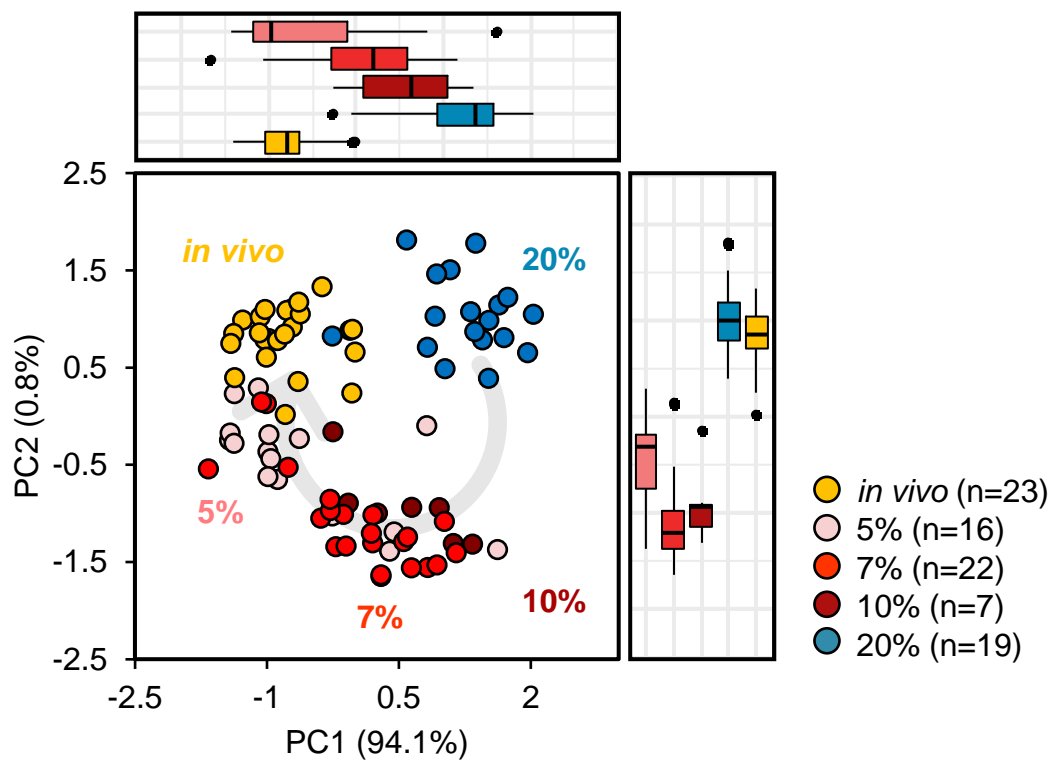 2.5
1.5
0.5
-0.5
-1.5
-2.5
PC2 (0.8%)
in vivo
20%
5%
7%
10%
-2.5
-1
0.5
2
PC1 (94.1%)
in vivo (n=23)
5% (n=16)
7% (n=22)
10% (n=7)
20% (n=19)